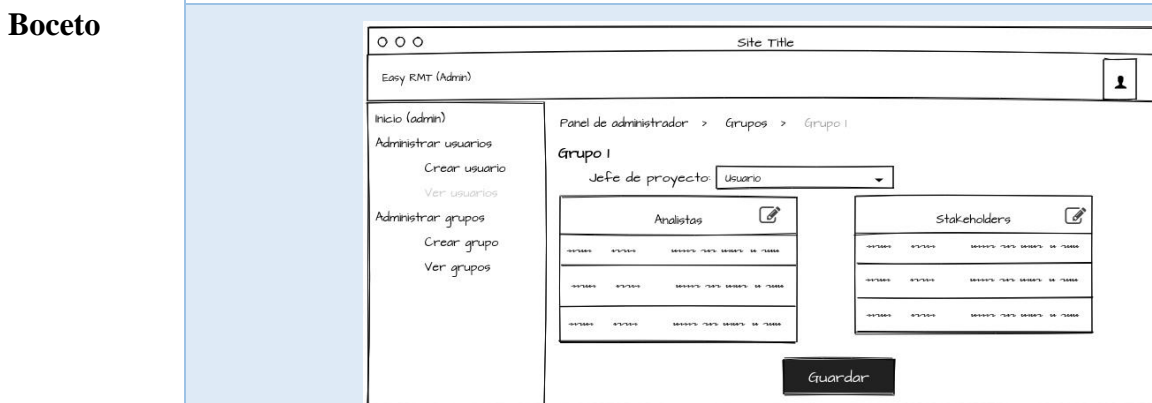 Boceto
Site Title
Easy RMT (Admin)
Inicio (admin)
Administrar usuarios
Crear usuario
Ver usuarios
Administrar grupos
Crear grupo
Ver grupos
Panel de administrador > Grupos > Grupo 1
Grupo 1
Jefe de proyecto: Usuario
Analistas
Stakeholders
Guardar